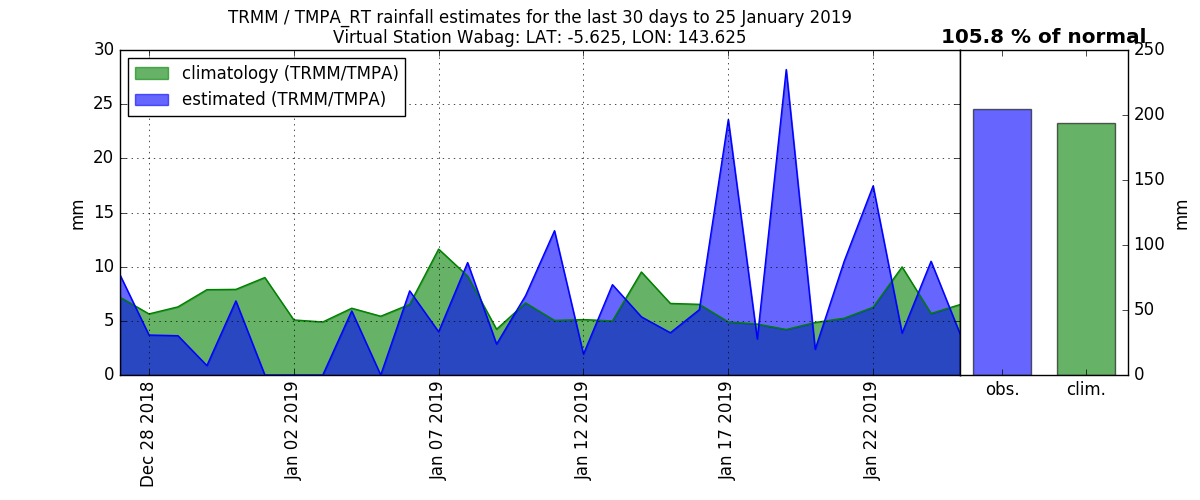 TRMM / TMPA_RT rainfall estimates for the last 30 days to 25 January 2019
Virtual Station Wabag: LAT: -5.625, LON: 143.625
105.8 % of normal
climatology (TRMM/TMPA)
estimated (TRMM/TMPA)
30
25
20
15
10
5
0
mm
Dec 28 2018
Jan 02 2019
Jan 07 2019
Jan 12 2019
Jan 17 2019
Jan 22 2019
250
200
150
100
50
0
mm
obs.
clim.